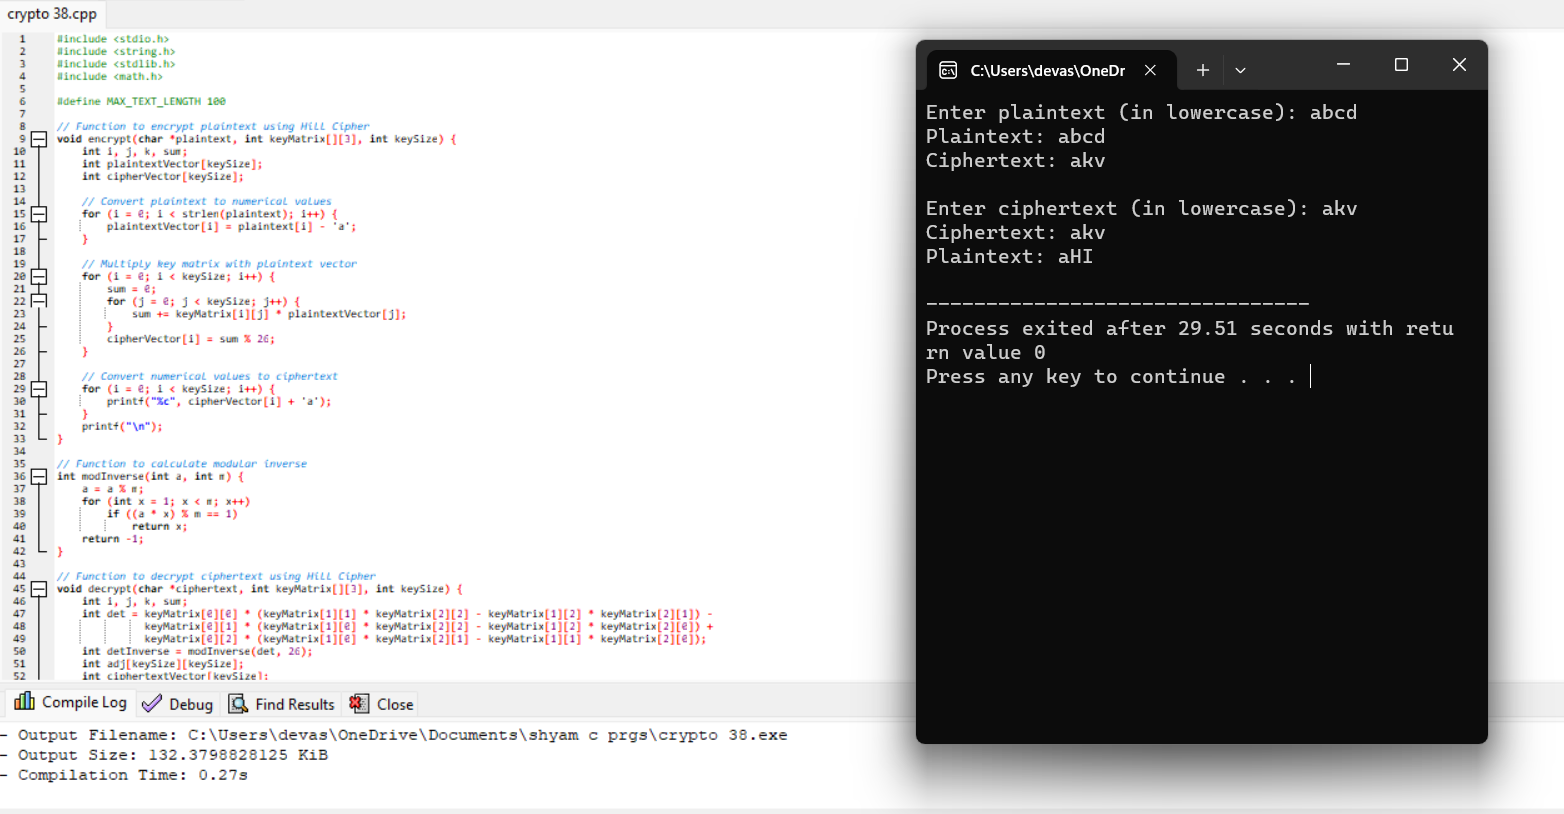 crypto 38.cpp
1 #include <stdio.h>
2 #include <string.h>
3 #include <stdlib.h>
4 #include <math.h>
5
6 #define MAX_TEXT_LENGTH 100
7
8 // Function to encrypt plaintext using Hill Cipher
9 void encrypt(char *plaintext, int keyMatrix[][3], int keySize) {
10 int i, j, k, sum;
11 int plaintextVector[keySize];
12 int cipherVector[keySize];
13
14 // Convert plaintext to numerical values
15 for (i = 0; i < strlen(plaintext); i++) {
16 plaintextVector[i] = plaintext[i] - 'a';
17 }
18
19 // Multiply key matrix with plaintext vector
20 for (i = 0; i < keySize; i++) {
21 sum = 0;
22 for (j = 0; j < keySize; j++) {
23 sum += keyMatrix[i][j] * plaintextVector[j];
24 }
25 cipherVector[i] = sum % 26;
26 }
27
28 // Convert numerical values to ciphertext
29 for (i = 0; i < keySize; i++) {
30 printf("%c", cipherVector[i] + 'a');
31 }
32 printf("\n");
33 }
34
35 // Function to calculate modular inverse
36 int modInverse(int a, int m) {
37 a = a % m;
38 for (int x = 1; x < m; x++)
39 if ((a * x) % m == 1)
40 return x;
41 return -1;
42 }
43
44 // Function to decrypt ciphertext using Hill Cipher
45 void decrypt(char *ciphertext, int keyMatrix[][3], int keySize) {
46 int i, j, k, sum;
47 int det = keyMatrix[0][0] * (keyMatrix[1][1] * keyMatrix[2][2] - keyMatrix[1][2] * keyMatrix[2][1]) -
48 keyMatrix[0][1] * (keyMatrix[1][0] * keyMatrix[2][2] - keyMatrix[1][2] * keyMatrix[2][0]) +
49 keyMatrix[0][2] * (keyMatrix[1][0] * keyMatrix[2][1] - keyMatrix[1][1] * keyMatrix[2][0]);
50 int detInverse = modInverse(det, 26);
51 int adj[keySize][keySize];
52 int ciphertextVector[keySize];
Compile Log Debug Find Results Close
- Output Filename: C:\Users\devas\OneDrive\Documents\shyam c prgs\crypto 38.exe
- Output Size: 132.3798828125 KiB
- Compilation Time: 0.27s
C:\Users\devas\OneDr
Enter plaintext (in lowercase): abcd
Plaintext: abcd
Ciphertext: akv
Enter ciphertext (in lowercase): akv
Ciphertext: akv
Plaintext: aHI
--------------------------------
Process exited after 29.51 seconds with retu
rn value 0
Press any key to continue . . .